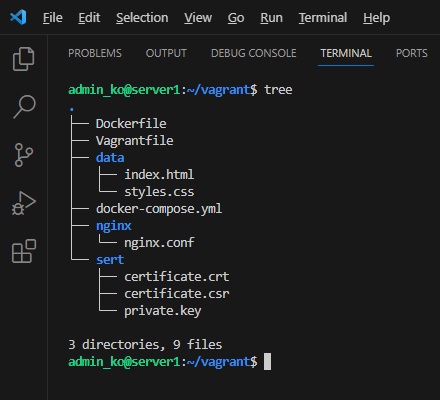 File Edit Selection View Go Run Terminal Help
PROBLEMS OUTPUT DEBUG CONSOLE TERMINAL PORTS
admin_ko@server1:~/vagrant$ tree
.
├── Dockerfile
├── Vagrantfile
├── data
│   ├── index.html
│   └── styles.css
├── docker-compose.yml
├── nginx
│   └── nginx.conf
└── sert
    ├── certificate.crt
    ├── certificate.csr
    └── private.key
3 directories, 9 files
admin_ko@server1:~/vagrant$